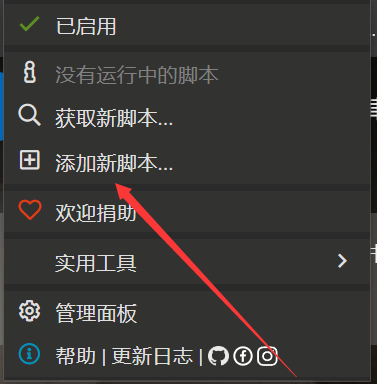 已启用
没有运行中的脚本
获取新脚本...
添加新脚本...
欢迎捐助
实用工具
管理面板
帮助 | 更新日志 |